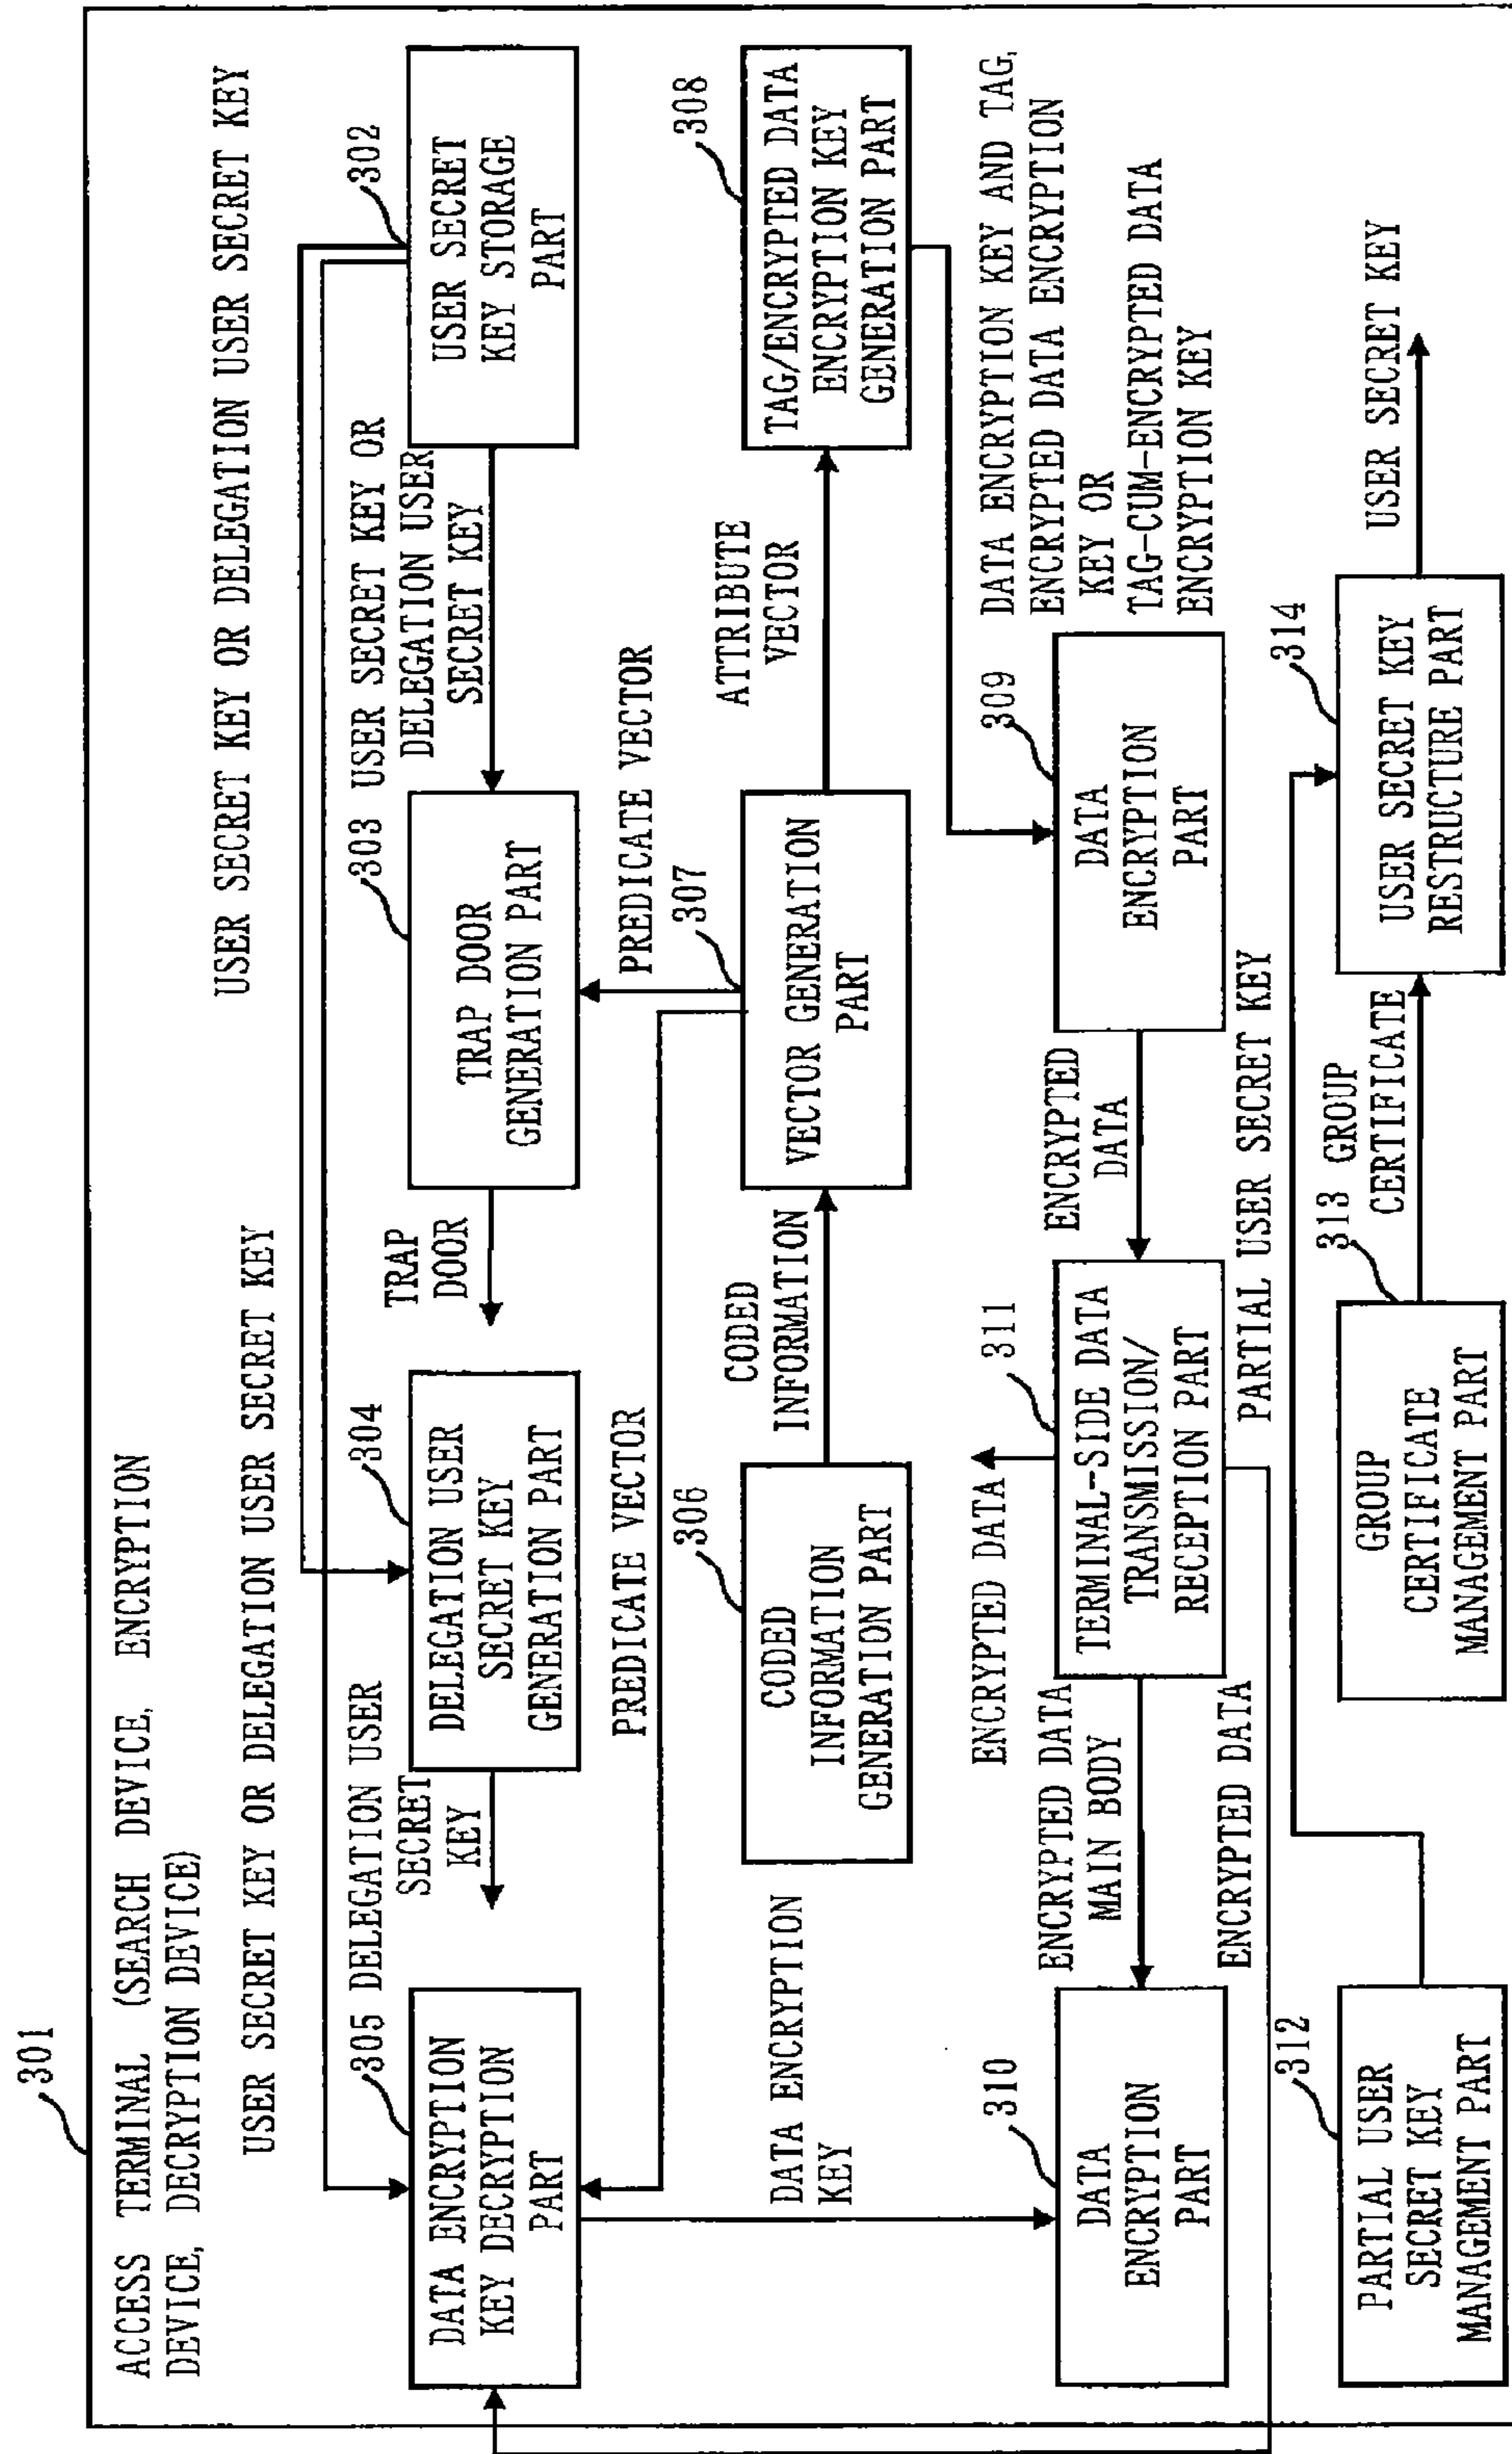 301
ACCESS TERMINAL (SEARCH DEVICE, ENCRYPTION
DEVICE, DECRYPTION DEVICE)
USER SECRET KEY OR DELEGATION USER SECRET KEY
USER SECRET KEY OR DELEGATION USER SECRET KEY
305
DATA ENCRYPTION
KEY DECRYPTION
PART
DELEGATION USER
SECRET
KEY
304
DELEGATION USER
SECRET KEY
GENERATION PART
TRAP
DOOR
303
TRAP DOOR
GENERATION PART
USER SECRET KEY OR
DELEGATION USER
SECRET KEY
302
USER SECRET
KEY STORAGE
PART
PREDICATE VECTOR
PREDICATE VECTOR
306
CODED
INFORMATION
GENERATION PART
CODED
INFORMATION
307
VECTOR GENERATION
PART
ATTRIBUTE
VECTOR
308
TAG/ENCRYPTED DATA
ENCRYPTION KEY
GENERATION PART
DATA ENCRYPTION
KEY
310
DATA
ENCRYPTION
PART
ENCRYPTED DATA
MAIN BODY
ENCRYPTED DATA
311
TERMINAL-SIDE DATA
TRANSMISSION/
RECEPTION PART
ENCRYPTED
DATA
309
DATA
ENCRYPTION
PART
DATA ENCRYPTION KEY AND TAG,
ENCRYPTED DATA ENCRYPTION
KEY OR
TAG-CUM-ENCRYPTED DATA
ENCRYPTION KEY
ENCRYPTED DATA
PARTIAL USER SECRET KEY
312
PARTIAL USER
SECRET KEY
MANAGEMENT PART
313
GROUP
CERTIFICATE
MANAGEMENT PART
GROUP
CERTIFICATE
314
USER SECRET KEY
RESTRUCTURE PART
USER SECRET KEY